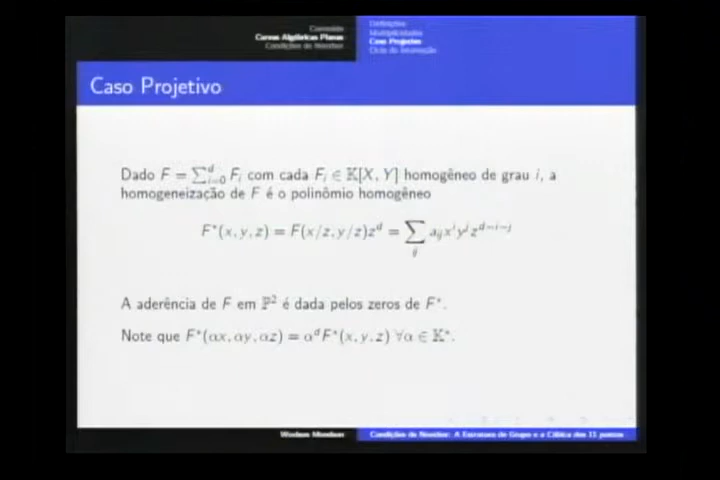 Conteúdo
Curvas Algébricas Planas
Condições de Noether
Definições
Multiplicidades
Caso Projetivo
Ciclo de Interseção
Caso Projetivo
Dado F = ∑_{i=0}^{d} F_i com cada F_i ∈ 𝕂[X, Y] homogêneo de grau i, a
homogeneização de F é o polinômio homogêneo
F*(x, y, z) = F(x/z, y/z)z^d = ∑_{ij} a_{ij}x^i y^j z^{d−i−j}
A aderência de F em ℙ² é dada pelos zeros de F*.
Note que F*(αx, αy, αz) = α^d F*(x, y, z) ∀α ∈ 𝕂*.
Condições de Noether: A Estrutura de Grupo e a Cúbica dos 11 pontos